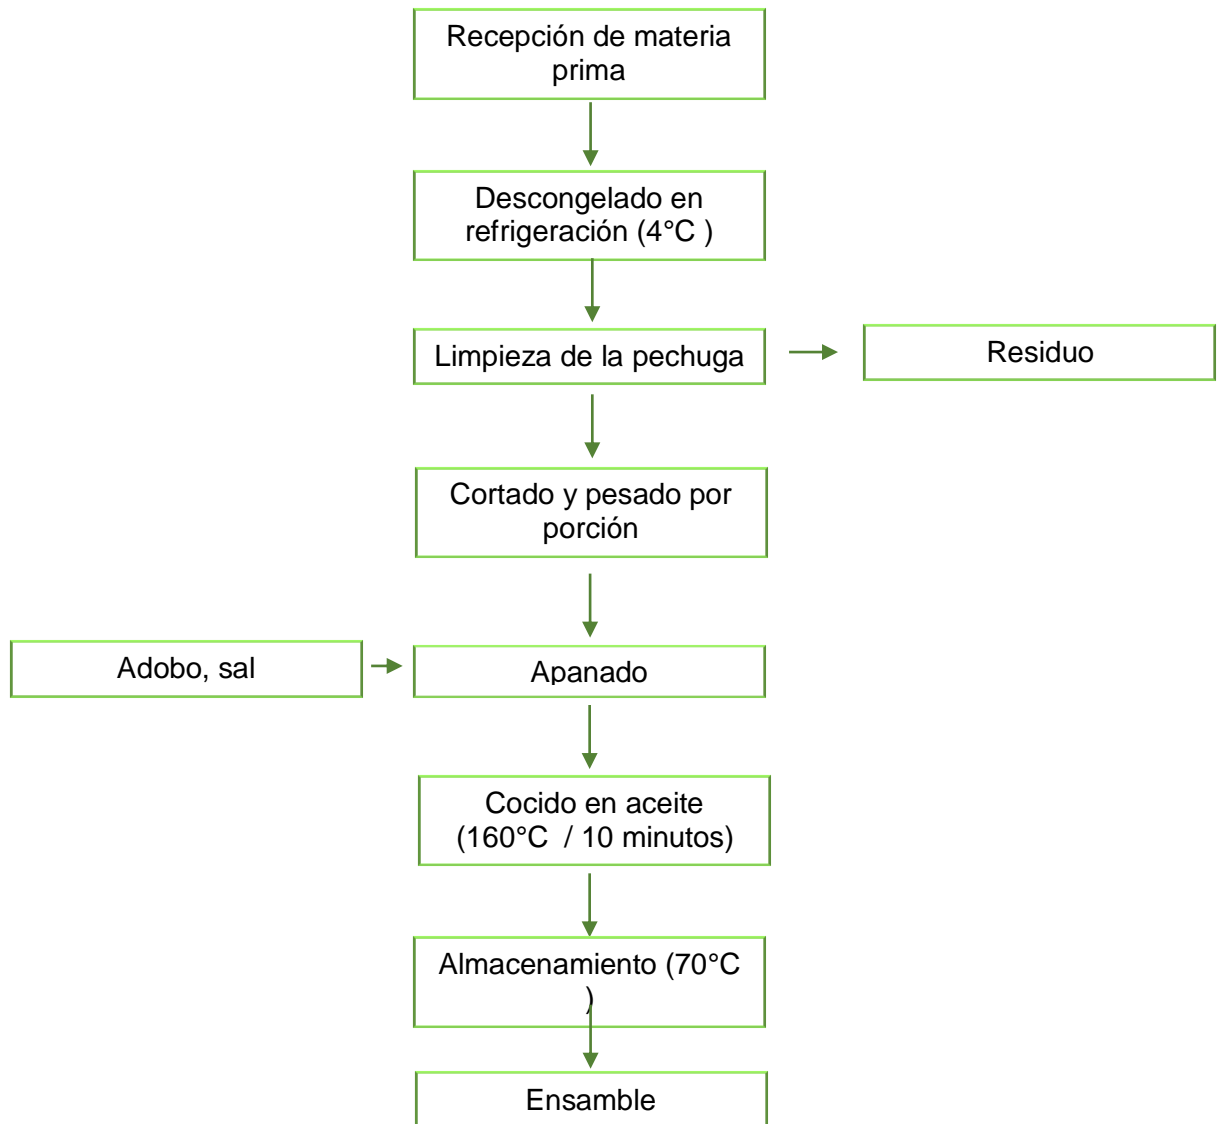 Recepción de materia
prima
Descongelado en
refrigeración (4°C )
Limpieza de la pechuga
Residuo
Cortado y pesado por
porción
Adobo, sal
Apanado
Cocido en aceite
(160°C  / 10 minutos)
Almacenamiento (70°C
)
Ensamble